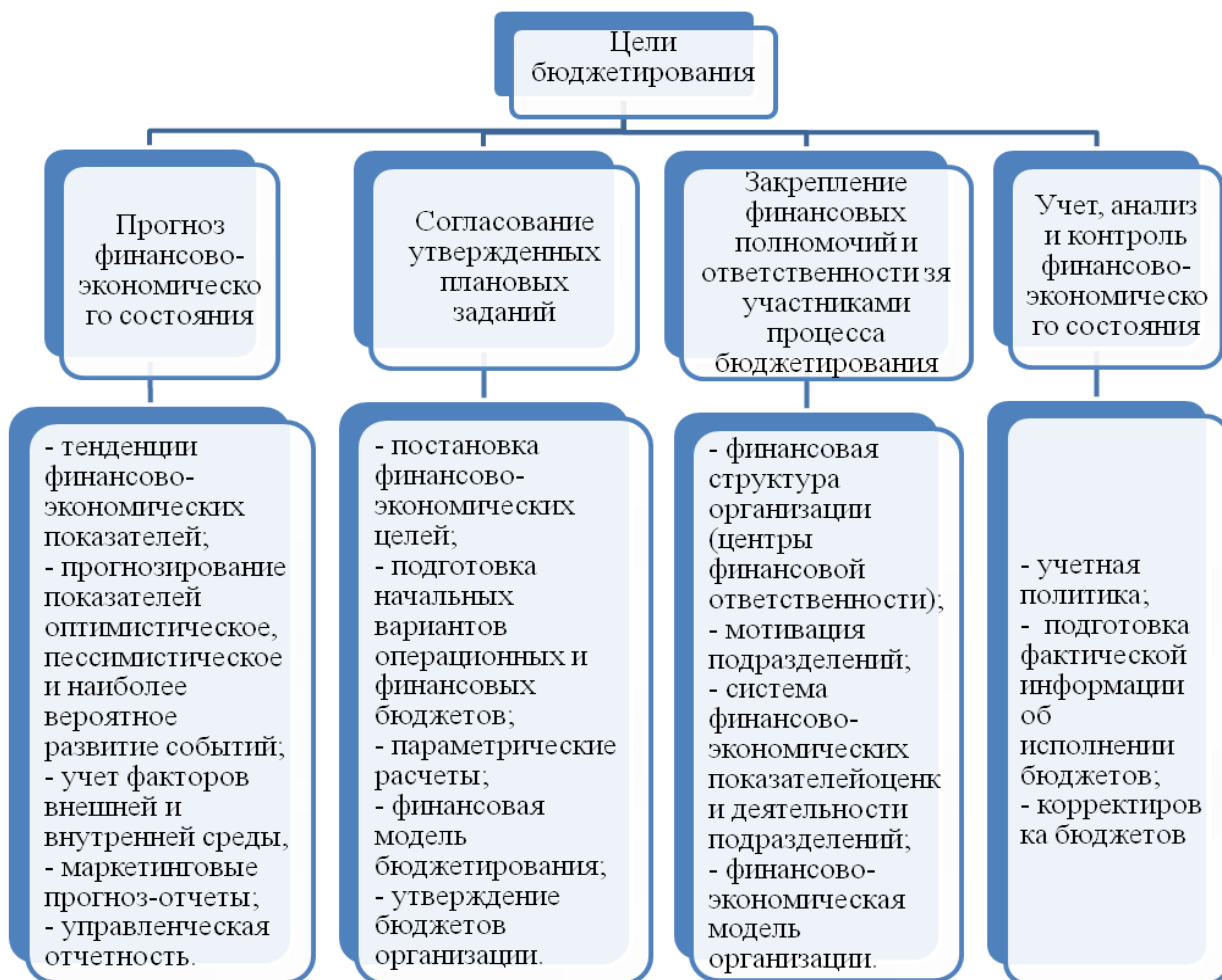 Цели
бюджетирования
Прогноз
финансово-
экономическо
го состояния
Согласование
утвержденных
плановых
заданий
Закрепление
финансовых
полномочий и
ответственности зя
участниками
процесса
бюджетирования
Учет, анализ
и контроль
финансово-
экономическо
го состояния
- тенденции
финансово-
экономических
показателей;
- прогнозирование
показателей
оптимистическое,
пессимистическое
и наиболее
вероятное
развитие событий;
- учет факторов
внешней и
внутренней среды,
- маркетинговые
прогноз-отчеты;
- управленческая
отчетность.
- постановка
финансово-
экономических
целей;
- подготовка
начальных
вариантов
операционных и
финансовых
бюджетов;
- параметрические
расчеты;
- финансовая
модель
бюджетирования;
- утверждение
бюджетов
организации.
- финансовая
структура
организации
(центры
финансовой
ответственности);
- мотивация
подразделений;
- система
финансово-
экономических
показателейоценк
и деятельности
подразделений;
- финансово-
экономическая
модель
организации.
- учетная
политика;
- подготовка
фактической
информации
об
исполнении
бюджетов;
- корректиров
ка бюджетов